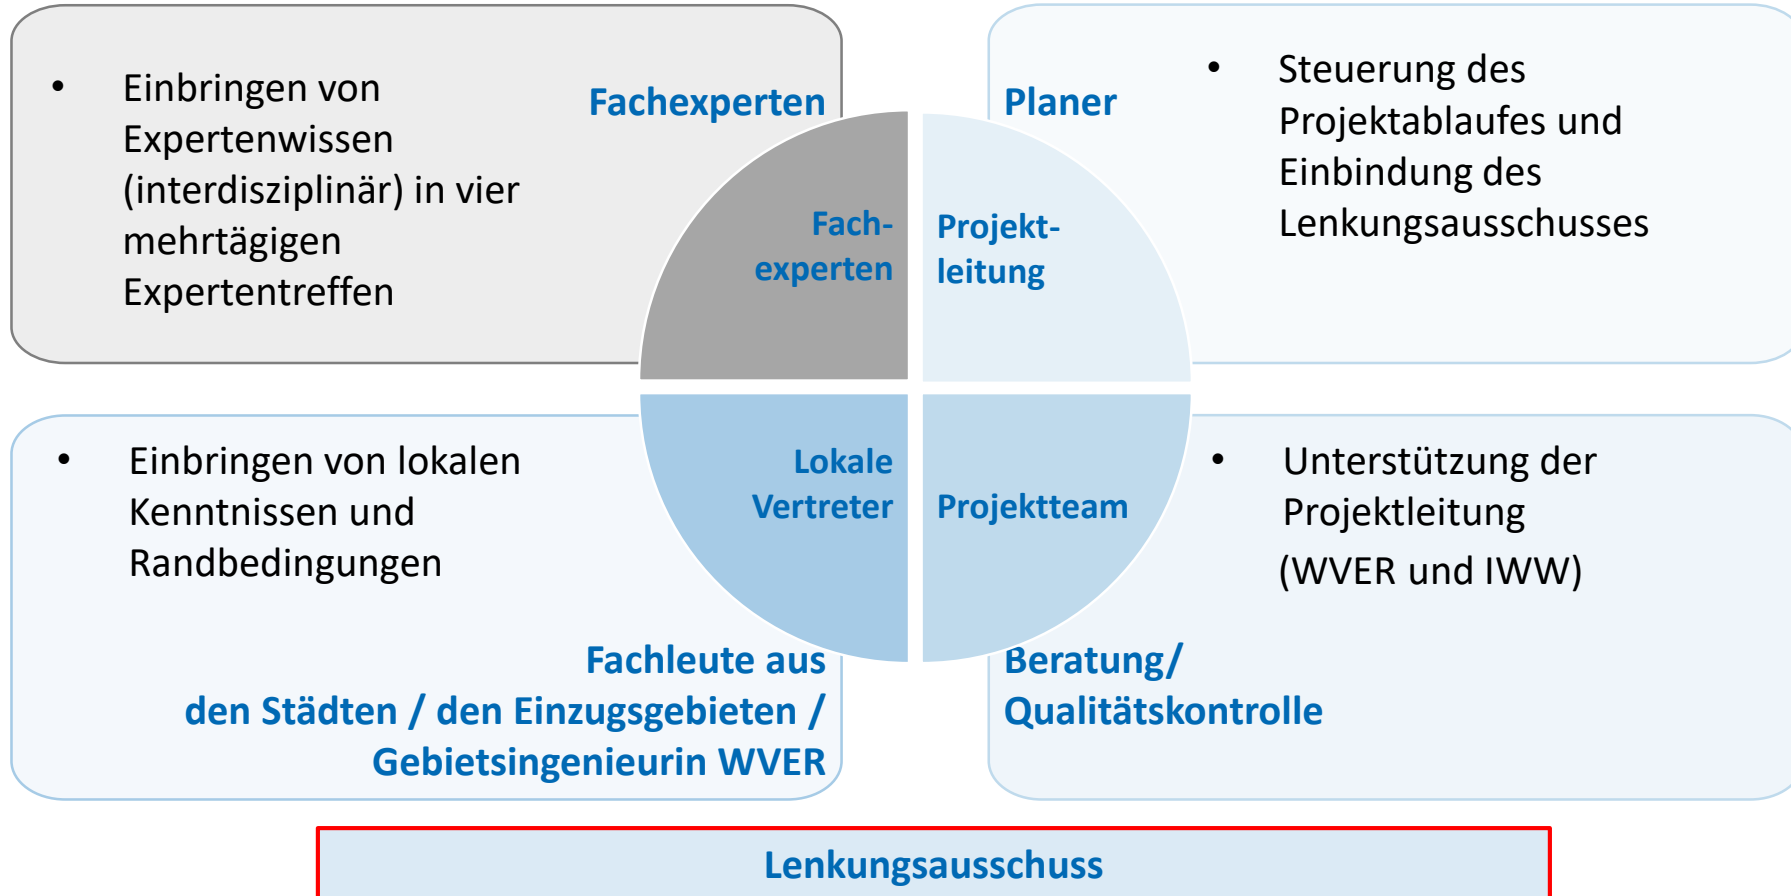 • Einbringen von
Expertenwissen
(interdisziplinär) in vier
mehrtägigen
Expertentreffen
Fachexperten
Planer
• Steuerung des
Projektablaufes und
Einbindung des
Lenkungsausschusses
Fach-
experten
Projekt-
leitung
Lokale
Vertreter
Projektteam
• Einbringen von lokalen
Kenntnissen und
Randbedingungen
Fachleute aus
den Städten / den Einzugsgebieten /
Gebietsingenieurin WVER
• Unterstützung der
Projektleitung
(WVER und IWW)
Beratung/
Qualitätskontrolle
Lenkungsausschuss